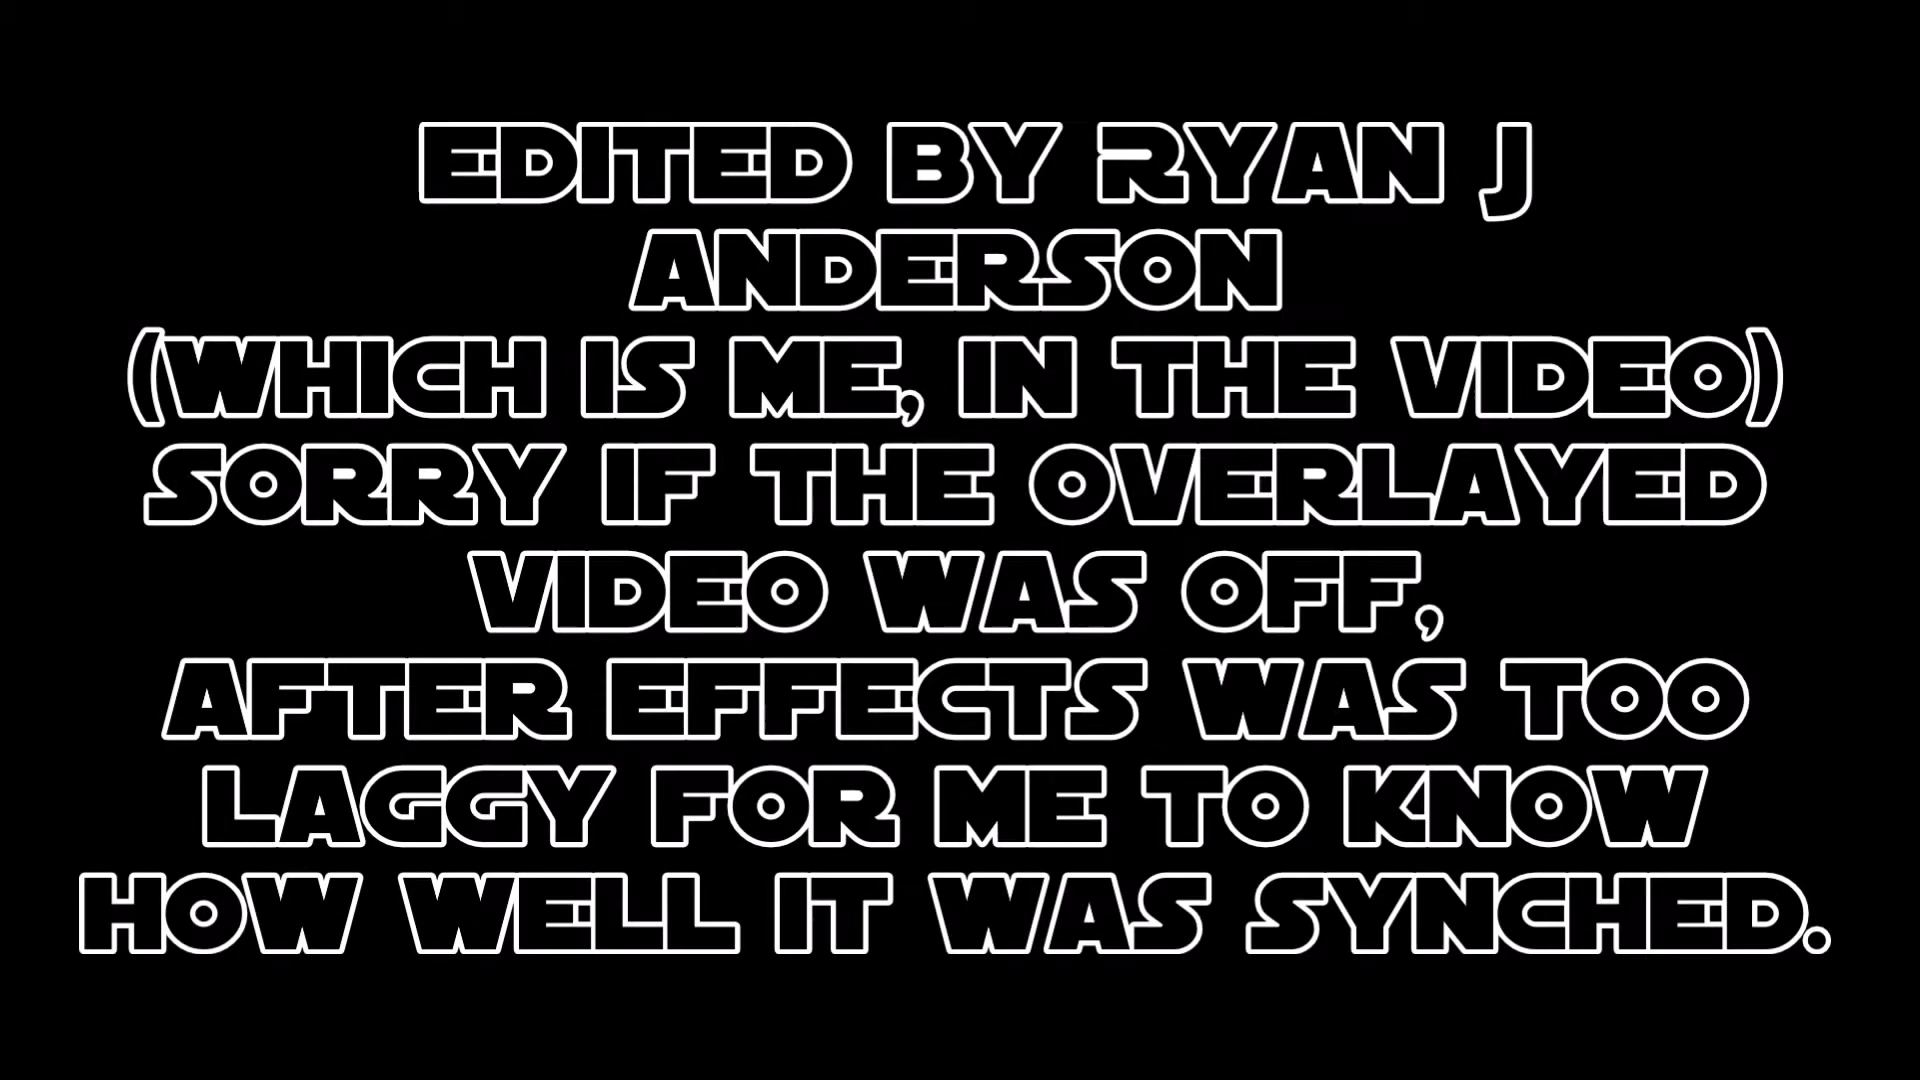 EDITED BY RYAN J
ANDERSON
(WHICH IS ME, IN THE VIDEO)
SORRY IF THE OVERLAYED
VIDEO WAS OFF,
AFTER EFFECTS WAS TOO
LAGGY FOR ME TO KNOW
HOW WELL IT WAS SYNCHED.